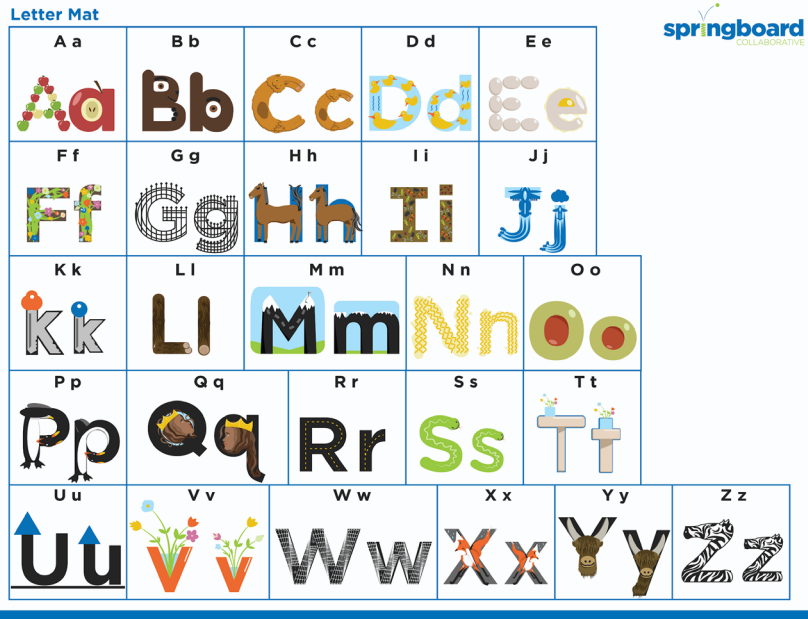 Letter Mat
springboard
COLLABORATIVE
A a
B b
C c
D d
E e
Aa
Bb
Cc
Dd
Ee
F f
G g
H h
I i
J j
Ff
Gg
Hh
Ii
Jj
K k
L l
M m
N n
O o
Kk
Ll
Mm
Nn
Oo
P p
Q q
R r
S s
T t
Pp
Qq
Rr
Ss
Tt
U u
V v
W w
X x
Y y
Z z
Uu
Vv
Ww
Xx
Yy
Zz